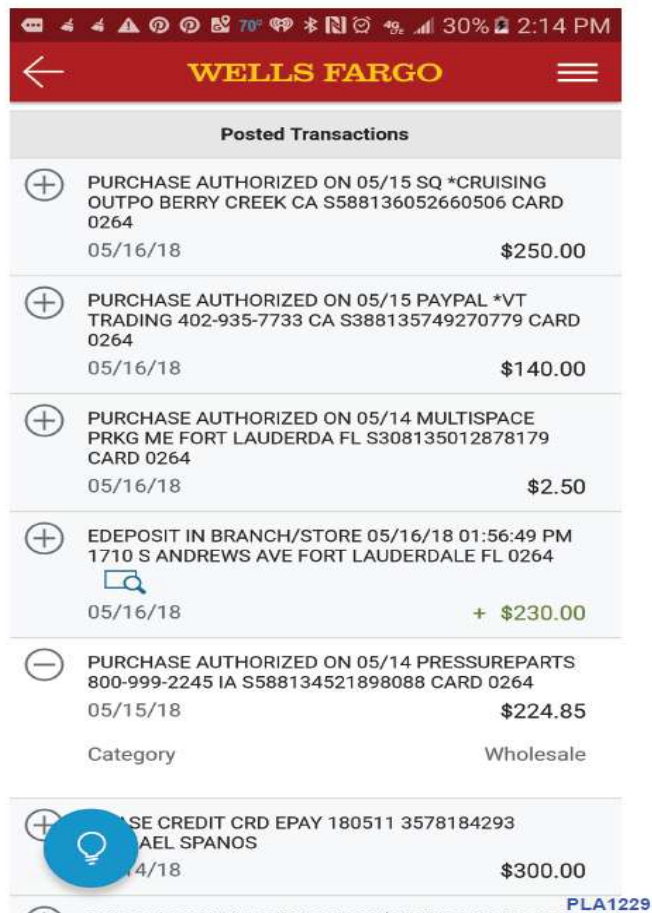 70° 4G LTE 30% 2:14 PM
WELLS FARGO
Posted Transactions
PURCHASE AUTHORIZED ON 05/15 SQ *CRUISING
OUTPO BERRY CREEK CA S588136052660506 CARD
0264
05/16/18 $250.00
PURCHASE AUTHORIZED ON 05/15 PAYPAL *VT
TRADING 402-935-7733 CA S388135749270779 CARD
0264
05/16/18 $140.00
PURCHASE AUTHORIZED ON 05/14 MULTISPACE
PRKG ME FORT LAUDERDA FL S308135012878179
CARD 0264
05/16/18 $2.50
EDEPOSIT IN BRANCH/STORE 05/16/18 01:56:49 PM
1710 S ANDREWS AVE FORT LAUDERDALE FL 0264
05/16/18 + $230.00
PURCHASE AUTHORIZED ON 05/14 PRESSUREPARTS
800-999-2245 IA S588134521898088 CARD 0264
05/15/18 $224.85
Category Wholesale
ASE CREDIT CRD EPAY 180511 3578184293
AEL SPANOS
14/18 $300.00
PLA1229